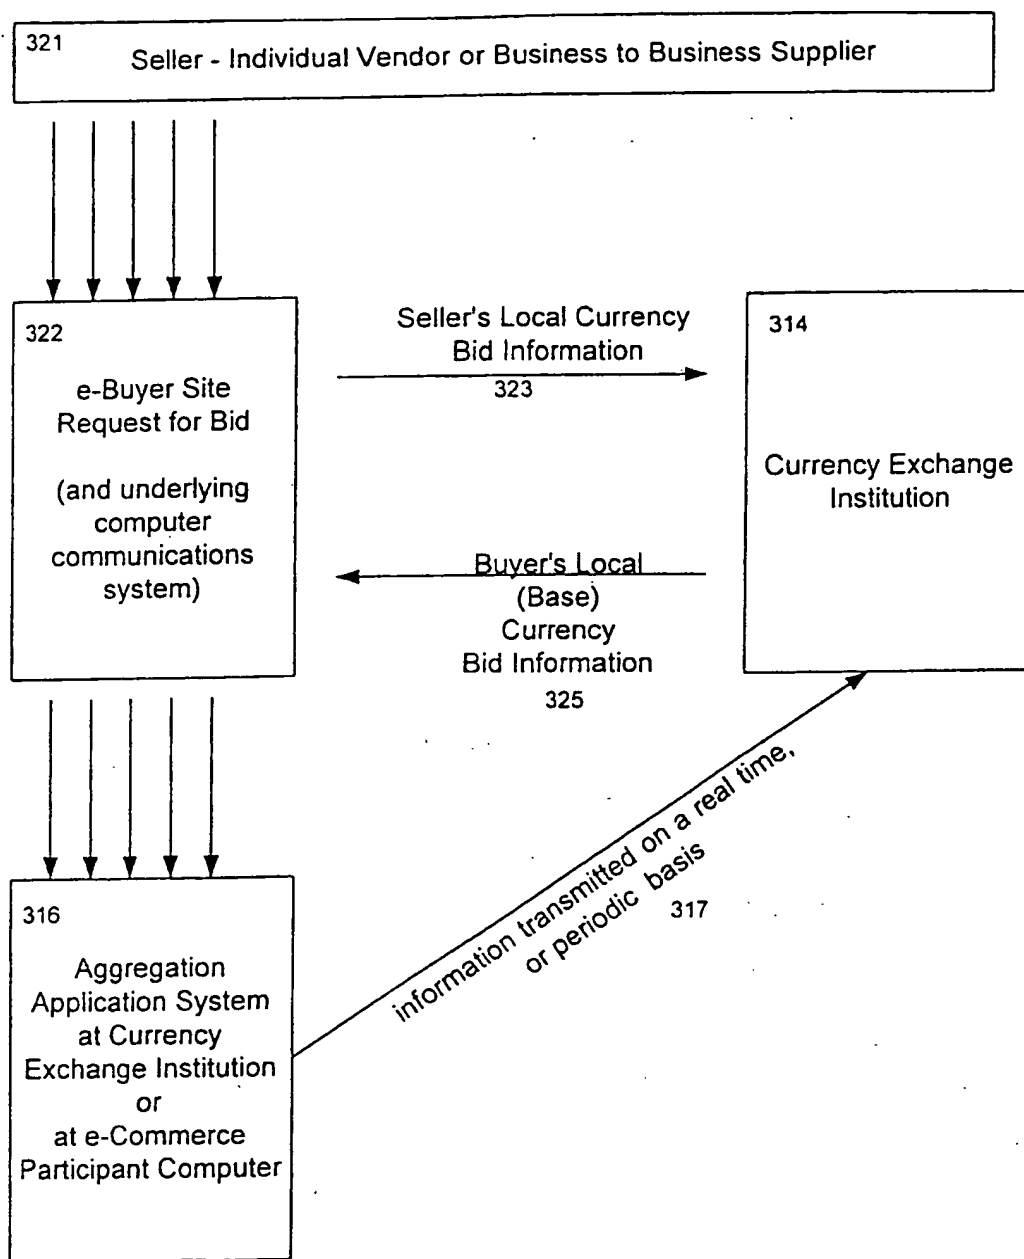 321
Seller - Individual Vendor or Business to Business Supplier
322
e-Buyer Site
Request for Bid
(and underlying
computer
communications
system)
Seller's Local Currency
Bid Information
323
314
Currency Exchange
Institution
Buyer's Local
(Base)
Currency
Bid Information
325
information transmitted on a real time,
or periodic basis
317
316
Aggregation
Application System
at Currency
Exchange Institution
or
at e-Commerce
Participant Computer